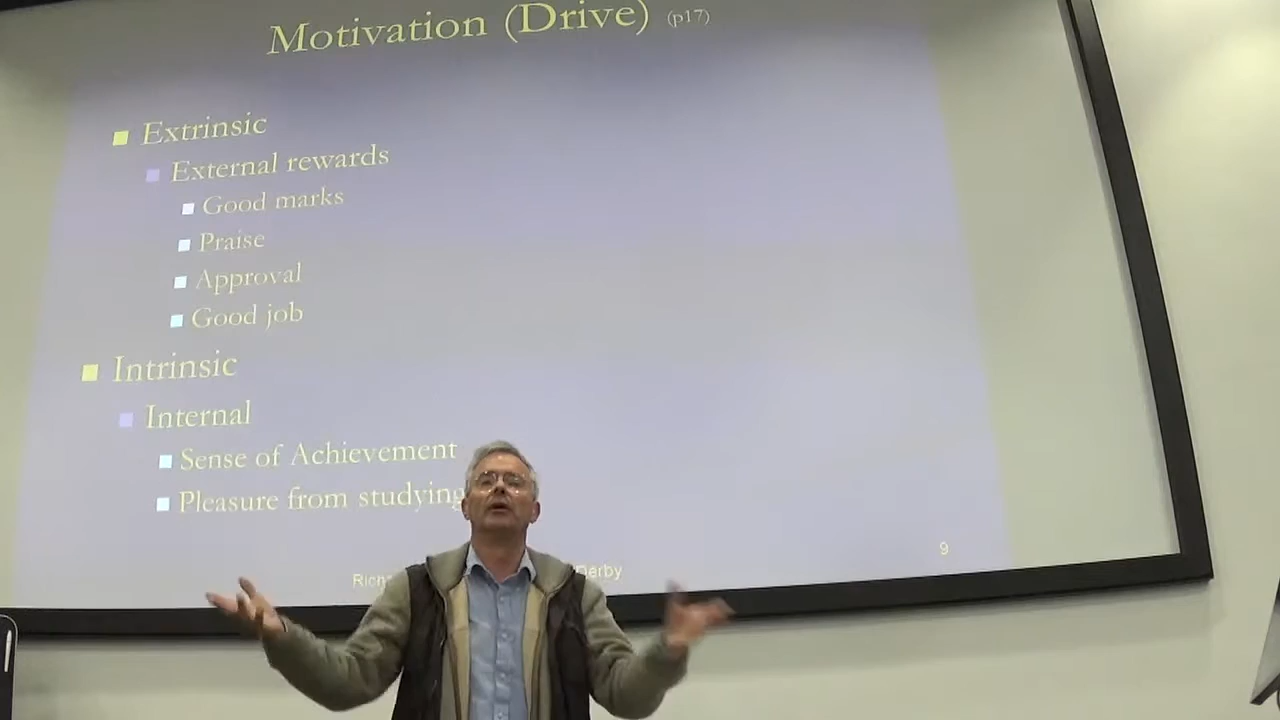 Motivation (Drive) (p17)
Extrinsic
External rewards
Good marks
Praise
Approval
Good job
Intrinsic
Internal
Sense of Achievement
Pleasure from studying
9
Derby